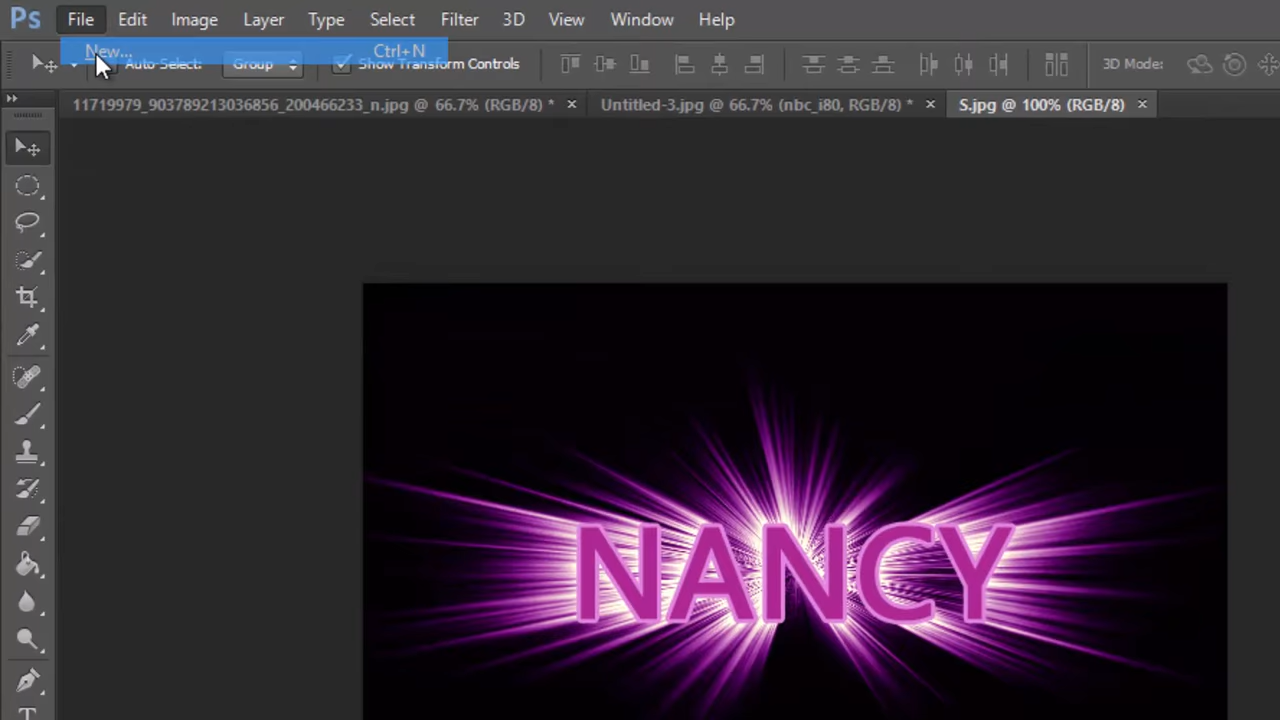 Ps File Edit Image Layer Type Select Filter 3D View Window Help
New... Ctrl+N
Auto Select: Group Show Transform Controls 3D Mode:
11719979_903789213036856_200466233_n.jpg @ 66.7% (RGB/8) * × Untitled-3.jpg @ 66.7% (nbc_i80, RGB/8) * × S.jpg @ 100% (RGB/8) ×
NANCY
T